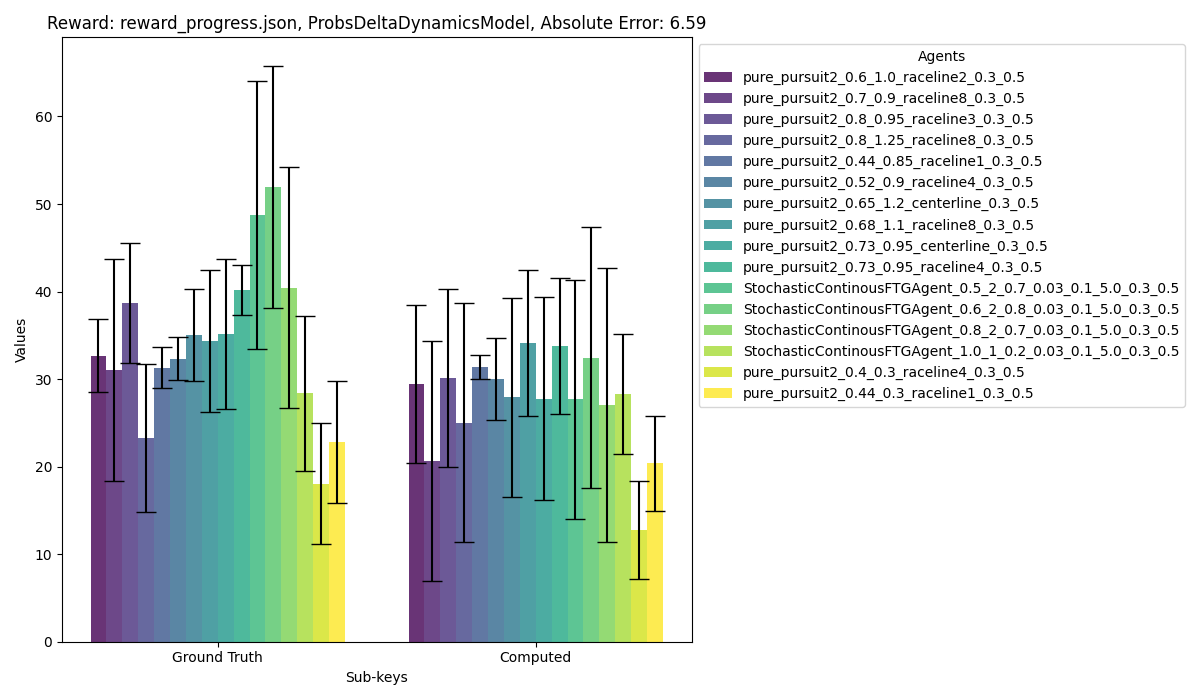 Reward: reward_progress.json, ProbsDeltaDynamicsModel, Absolute Error: 6.59
Values
60
50
40
30
20
10
0
Ground Truth
Computed
Sub-keys
Agents
pure_pursuit2_0.6_1.0_raceline2_0.3_0.5
pure_pursuit2_0.7_0.9_raceline8_0.3_0.5
pure_pursuit2_0.8_0.95_raceline3_0.3_0.5
pure_pursuit2_0.8_1.25_raceline8_0.3_0.5
pure_pursuit2_0.44_0.85_raceline1_0.3_0.5
pure_pursuit2_0.52_0.9_raceline4_0.3_0.5
pure_pursuit2_0.65_1.2_centerline_0.3_0.5
pure_pursuit2_0.68_1.1_raceline8_0.3_0.5
pure_pursuit2_0.73_0.95_centerline_0.3_0.5
pure_pursuit2_0.73_0.95_raceline4_0.3_0.5
StochasticContinousFTGAgent_0.5_2_0.7_0.03_0.1_5.0_0.3_0.5
StochasticContinousFTGAgent_0.6_2_0.8_0.03_0.1_5.0_0.3_0.5
StochasticContinousFTGAgent_0.8_2_0.7_0.03_0.1_5.0_0.3_0.5
StochasticContinousFTGAgent_1.0_1_0.2_0.03_0.1_5.0_0.3_0.5
pure_pursuit2_0.4_0.3_raceline4_0.3_0.5
pure_pursuit2_0.44_0.3_raceline1_0.3_0.5